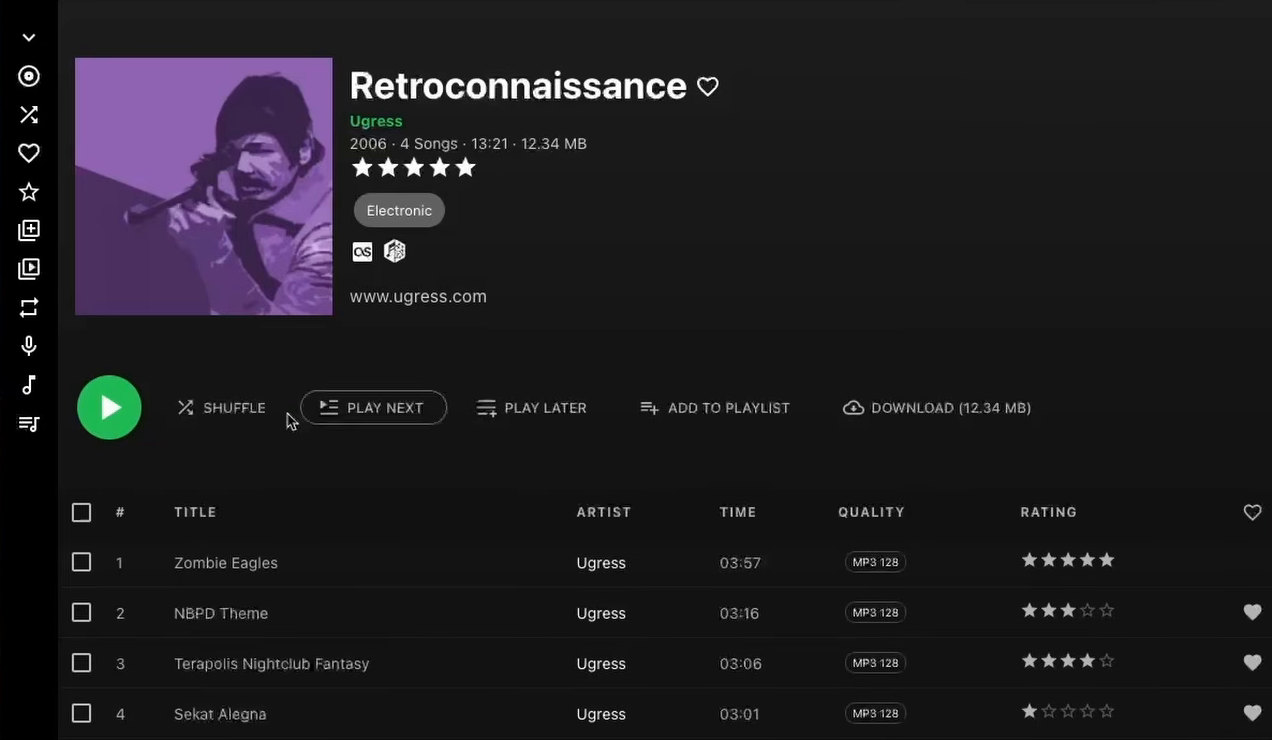 Retroconnaissance
Ugress
2006 · 4 Songs · 13:21 · 12.34 MB
Electronic
www.ugress.com
SHUFFLE PLAY NEXT PLAY LATER ADD TO PLAYLIST DOWNLOAD (12.34 MB)
# TITLE ARTIST TIME QUALITY RATING
1 Zombie Eagles Ugress 03:57 MP3 128
2 NBPD Theme Ugress 03:16 MP3 128
3 Terapolis Nightclub Fantasy Ugress 03:06 MP3 128
4 Sekat Alegna Ugress 03:01 MP3 128